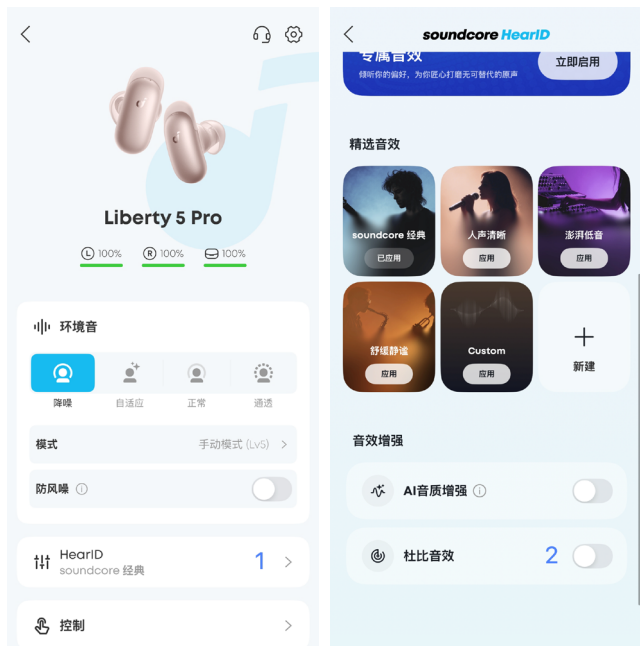 Liberty 5 Pro
L 100%
R 100%
100%
环境音
降噪
自适应
正常
通透
模式
手动模式 (Lv5)
防风噪
HearID
soundcore 经典
1
控制
soundcore HearID
专属音效
倾听你的偏好，为你匠心打磨无可替代的原声
立即启用
精选音效
soundcore 经典
已应用
人声清晰
应用
澎湃低音
应用
舒缓静谧
应用
Custom
应用
新建
音效增强
AI音质增强
杜比音效
2